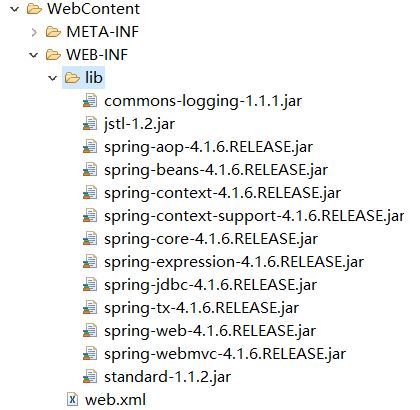 WebContent
META-INF
WEB-INF
lib
commons-logging-1.1.1.jar
jstl-1.2.jar
spring-aop-4.1.6.RELEASE.jar
spring-beans-4.1.6.RELEASE.jar
spring-context-4.1.6.RELEASE.jar
spring-context-support-4.1.6.RELEASE.jar
spring-core-4.1.6.RELEASE.jar
spring-expression-4.1.6.RELEASE.jar
spring-jdbc-4.1.6.RELEASE.jar
spring-tx-4.1.6.RELEASE.jar
spring-web-4.1.6.RELEASE.jar
spring-webmvc-4.1.6.RELEASE.jar
standard-1.1.2.jar
web.xml